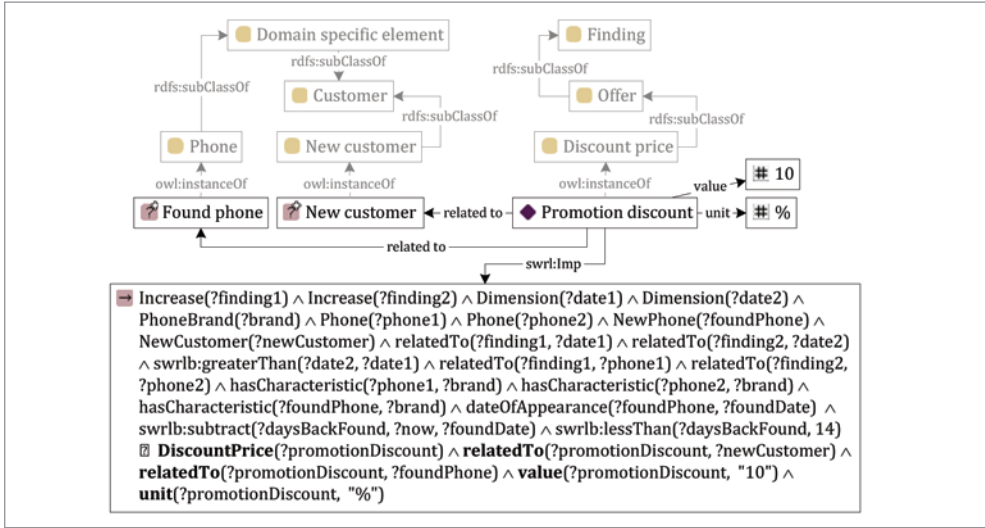 Domain specific element
Finding
rdfs:subClassOf
rdfs:subClassOf
rdfs:subClassOf
Customer
Offer
rdfs:subClassOf
rdfs:subClassOf
Phone
New customer
Discount price
owl:instanceOf
owl:instanceOf
owl:instanceOf
value
# 10
? Found phone
? New customer
related to
Promotion discount
unit
# %
related to
swrl:Imp
→ Increase(?finding1) ∧ Increase(?finding2) ∧ Dimension(?date1) ∧ Dimension(?date2) ∧
PhoneBrand(?brand) ∧ Phone(?phone1) ∧ Phone(?phone2) ∧ NewPhone(?foundPhone) ∧
NewCustomer(?newCustomer) ∧ relatedTo(?finding1, ?date1) ∧ relatedTo(?finding2, ?date2)
∧ swrlb:greaterThan(?date2, ?date1) ∧ relatedTo(?finding1, ?phone1) ∧ relatedTo(?finding2,
?phone2) ∧ hasCharacteristic(?phone1, ?brand) ∧ hasCharacteristic(?phone2, ?brand) ∧
hasCharacteristic(?foundPhone, ?brand) ∧ dateOfAppearance(?foundPhone, ?foundDate) ∧
swrlb:subtract(?daysBackFound, ?now, ?foundDate) ∧ swrlb:lessThan(?daysBackFound, 14)
⍰ DiscountPrice(?promotionDiscount) ∧ relatedTo(?promotionDiscount, ?newCustomer) ∧
relatedTo(?promotionDiscount, ?foundPhone) ∧ value(?promotionDiscount, "10") ∧
unit(?promotionDiscount, "%")